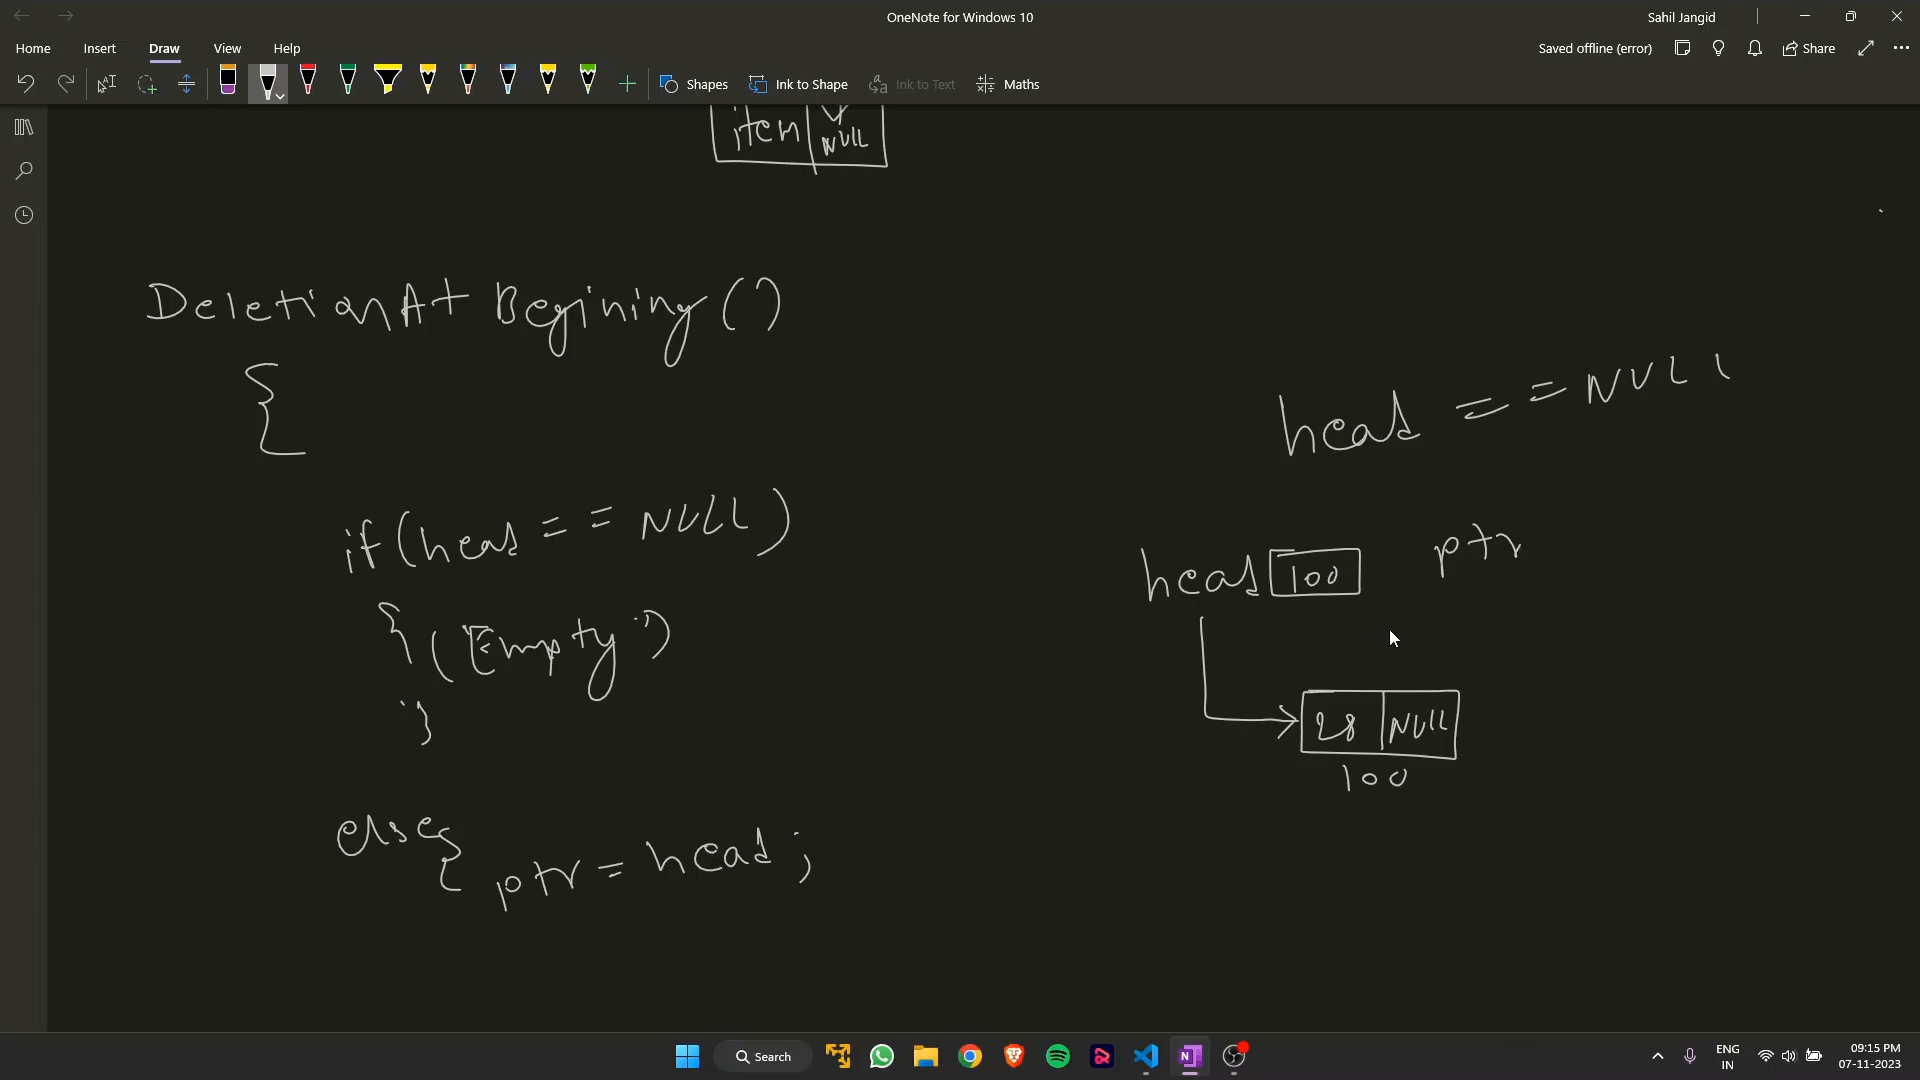 OneNote for Windows 10
Sahil Jangid
Home Insert Draw View Help
Saved offline (error) Share
Shapes Ink to Shape Ink to Text Maths
item NULL
DeletionAt Begining()
{
head = = NULL
if(head = = NULL)
head 100 ptr
{ (Empty")
}
28 NULL
100
else{ ptr = head;
Search
ENG
IN
09:15 PM
07-11-2023